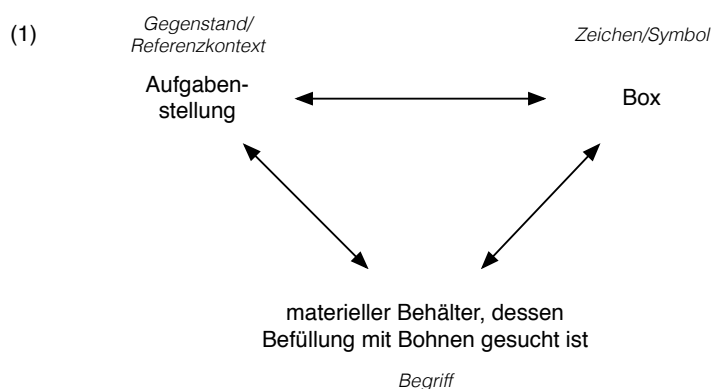 (1)
Gegenstand/
Referenzkontext
Zeichen/Symbol
Aufgaben-
stellung
Box
materieller Behälter, dessen
Befüllung mit Bohnen gesucht ist
Begriff